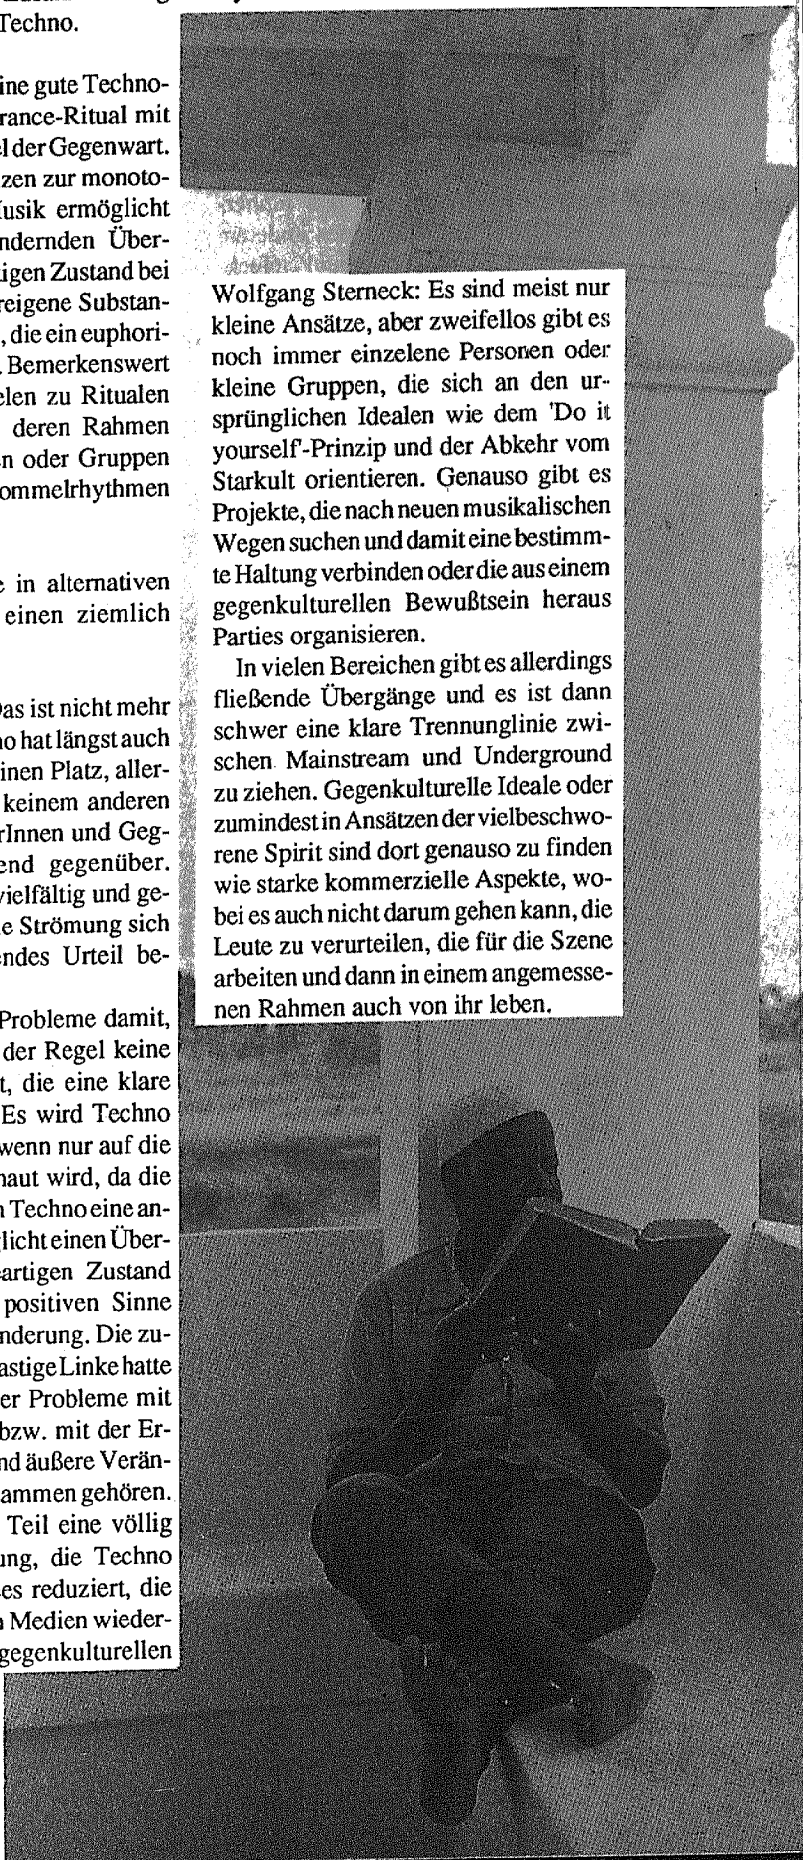 Techno.
ine gute Techno-
rance-Ritual mit
l der Gegenwart.
zen zur monoto-
usik ermöglicht
ndernden Über-
igen Zustand bei
reigene Substan-
, die ein euphori-
. Bemerkenswert
elen zu Ritualen
deren Rahmen
n oder Gruppen
ommelrhythmen
e in alternativen
einen ziemlich
Das ist nicht mehr
no hat längst auch
inen Platz, aller-
keinem anderen
rInnen und Geg-
end gegenüber.
vielfältig und ge-
e Strömung sich
ndes Urteil be-
Probleme damit,
der Regel keine
t, die eine klare
Es wird Techno
wenn nur auf die
haut wird, da die
n Techno eine an-
licht einen Über-
artigen Zustand
positiven Sinne
nderung. Die zu-
astige Linke hatte
er Probleme mit
bzw. mit der Er-
nd äußere Verän-
ammen gehören.
Teil eine völlig
ung, die Techno
es reduziert, die
n Medien wieder-
gegenkulturellen
Wolfgang Sterneck: Es sind meist nur
kleine Ansätze, aber zweifellos gibt es
noch immer einzelene Personen oder
kleine Gruppen, die sich an den ur-
sprünglichen Idealen wie dem 'Do it
yourself'-Prinzip und der Abkehr vom
Starkult orientieren. Genauso gibt es
Projekte, die nach neuen musikalischen
Wegen suchen und damit eine bestimm-
te Haltung verbinden oder die aus einem
gegenkulturellen Bewußtsein heraus
Parties organisieren.
In vielen Bereichen gibt es allerdings
fließende Übergänge und es ist dann
schwer eine klare Trennunglinie zwi-
schen Mainstream und Underground
zu ziehen. Gegenkulturelle Ideale oder
zumindest in Ansätzen der vielbeschwo-
rene Spirit sind dort genauso zu finden
wie starke kommerzielle Aspekte, wo-
bei es auch nicht darum gehen kann, die
Leute zu verurteilen, die für die Szene
arbeiten und dann in einem angemesse-
nen Rahmen auch von ihr leben.